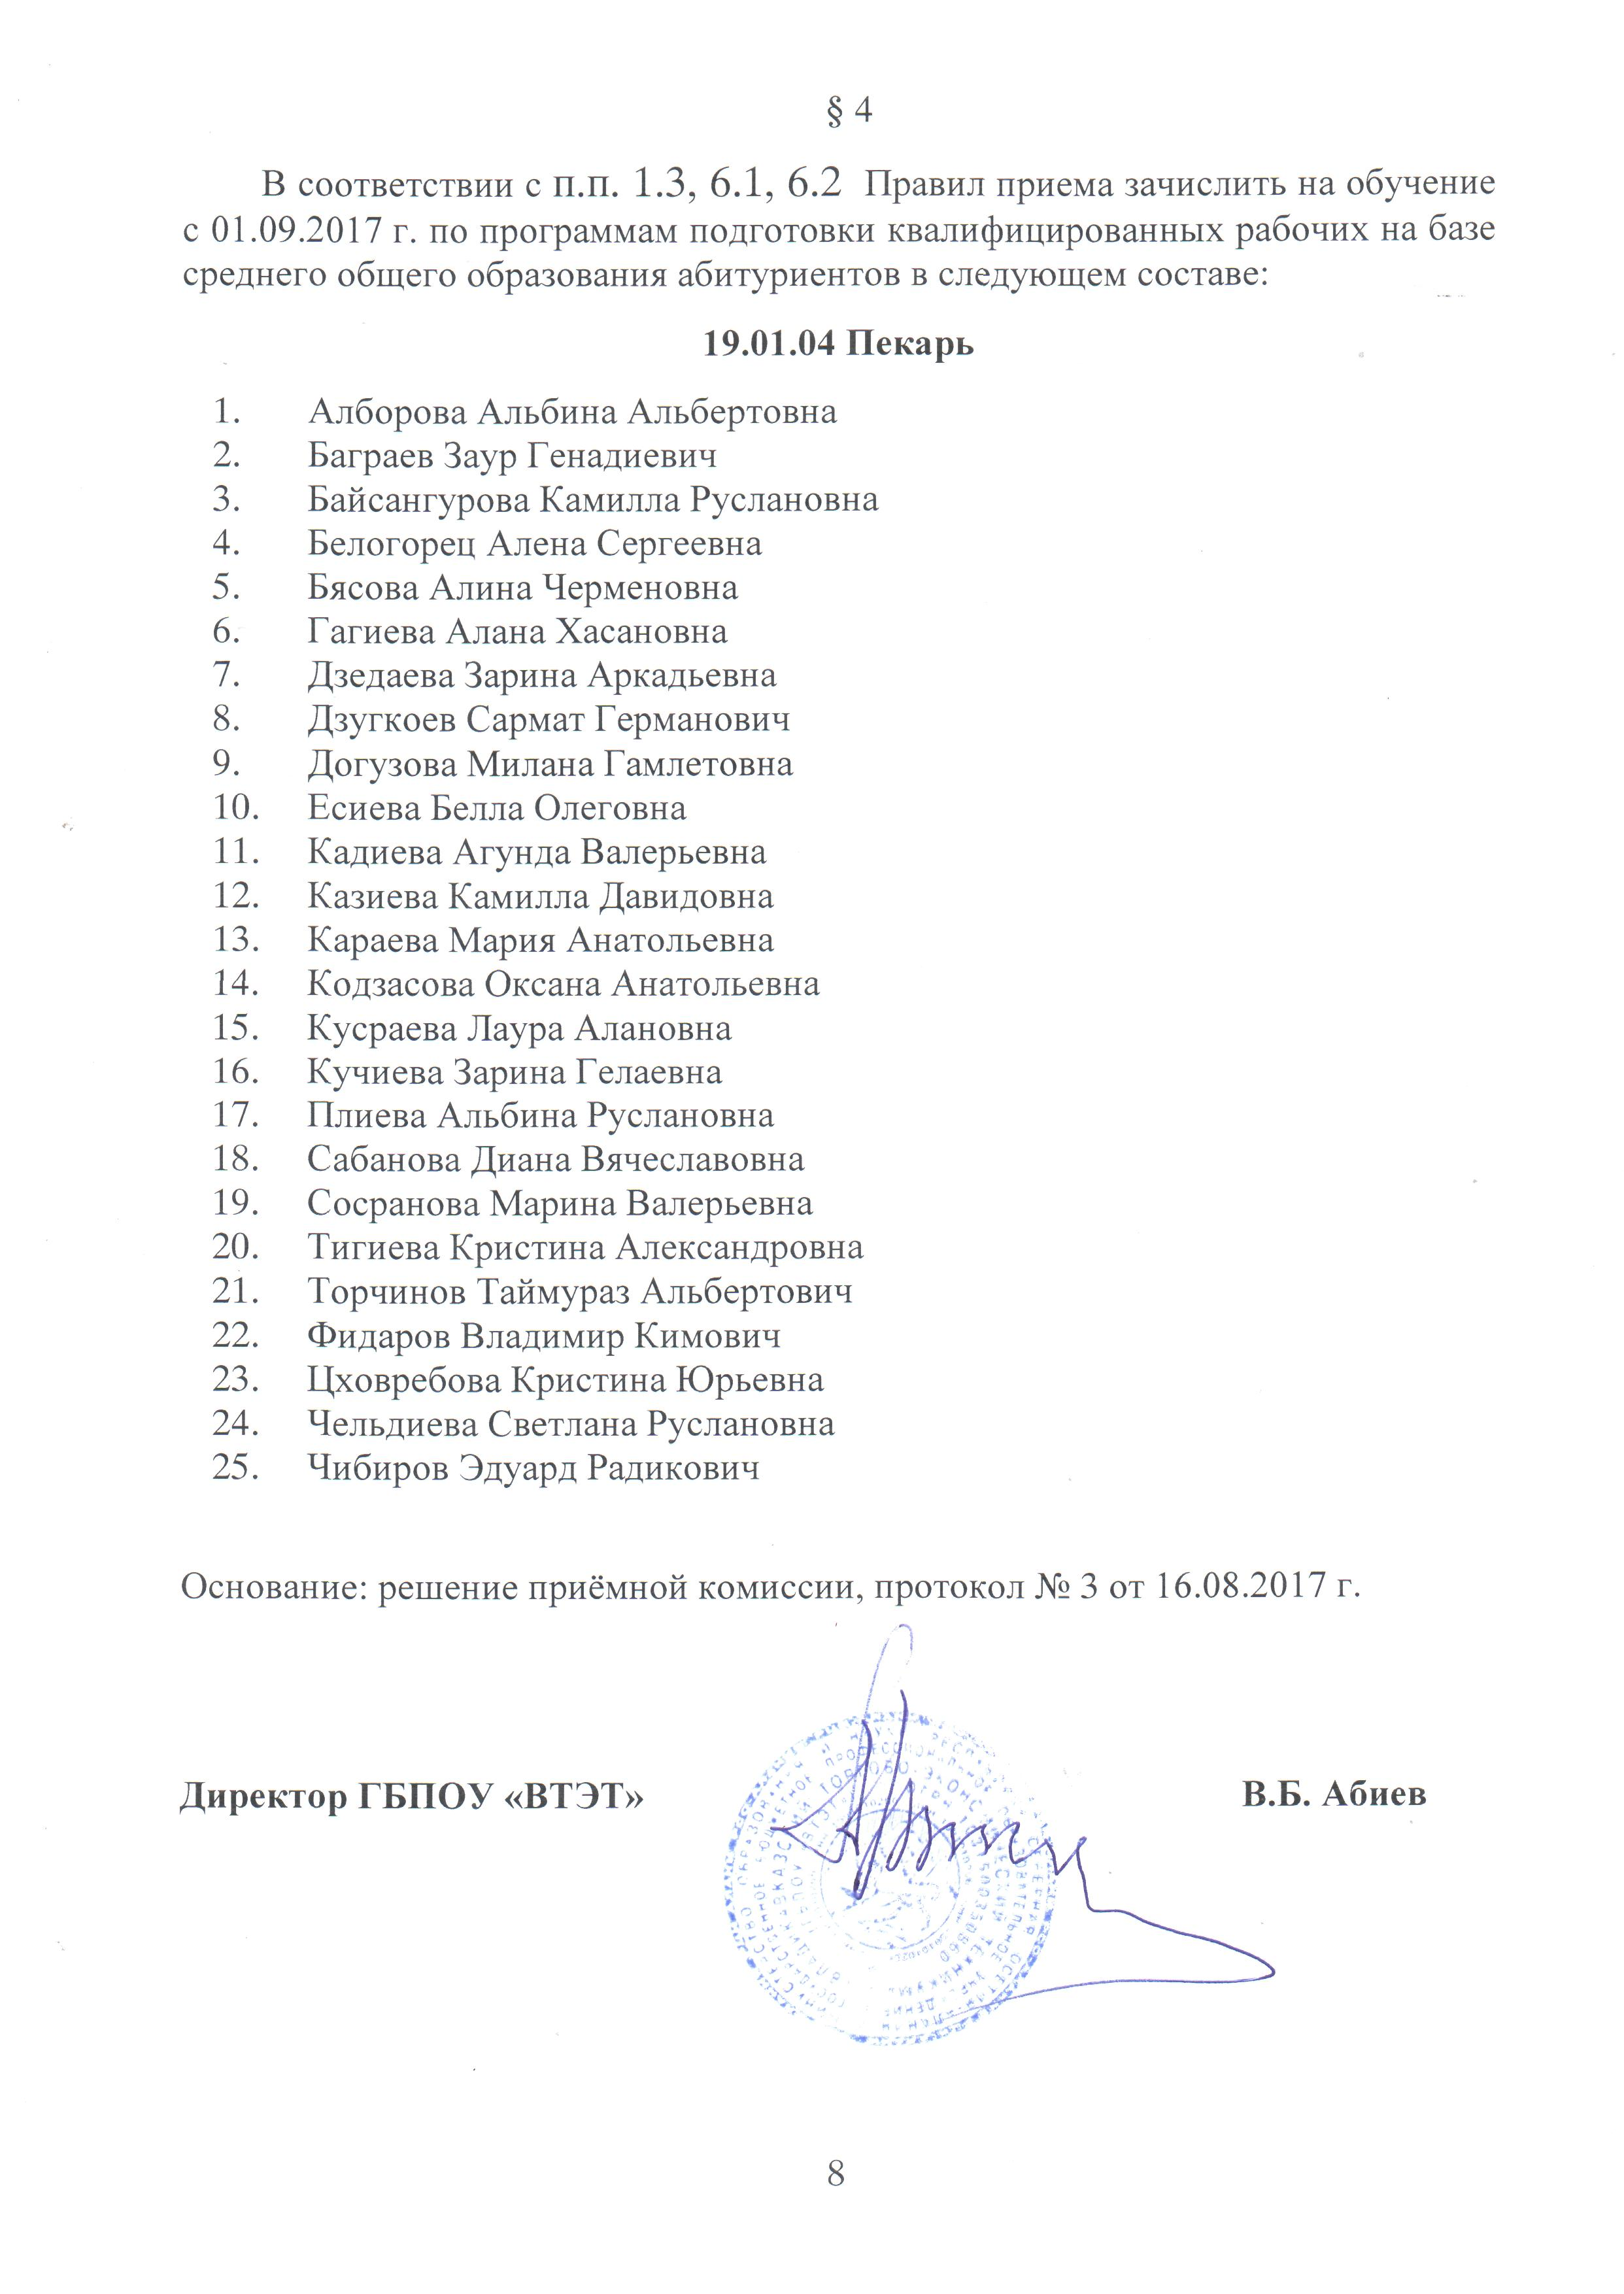 § 4
В соответствии с п.п. 1.3, 6.1, 6.2 Правил приема зачислить на обучение
с 01.09.2017 г. по программам подготовки квалифицированных рабочих на базе
среднего общего образования абитуриентов в следующем составе:
19.01.04 Пекарь
1. Алборова Альбина Альбертовна
2. Баграев Заур Генадиевич
3. Байсангурова Камилла Руслановна
4. Белогорец Алена Сергеевна
5. Бясова Алина Черменовна
6. Гагиева Алана Хасановна
7. Дзедаева Зарина Аркадьевна
8. Дзугкоев Сармат Германович
9. Догузова Милана Гамлетовна
10. Есиева Белла Олеговна
11. Кадиева Агунда Валерьевна
12. Казиева Камилла Давидовна
13. Караева Мария Анатольевна
14. Кодзасова Оксана Анатольевна
15. Кусраева Лаура Алановна
16. Кучиева Зарина Гелаевна
17. Плиева Альбина Руслановна
18. Сабанова Диана Вячеславовна
19. Сосранова Марина Валерьевна
20. Тигиева Кристина Александровна
21. Торчинов Таймураз Альбертович
22. Фидаров Владимир Кимович
23. Цховребова Кристина Юрьевна
24. Чельдиева Светлана Руслановна
25. Чибиров Эдуард Радикович
Основание: решение приёмной комиссии, протокол № 3 от 16.08.2017 г.
Директор ГБПОУ «ВТЭТ» В.Б. Абиев
8